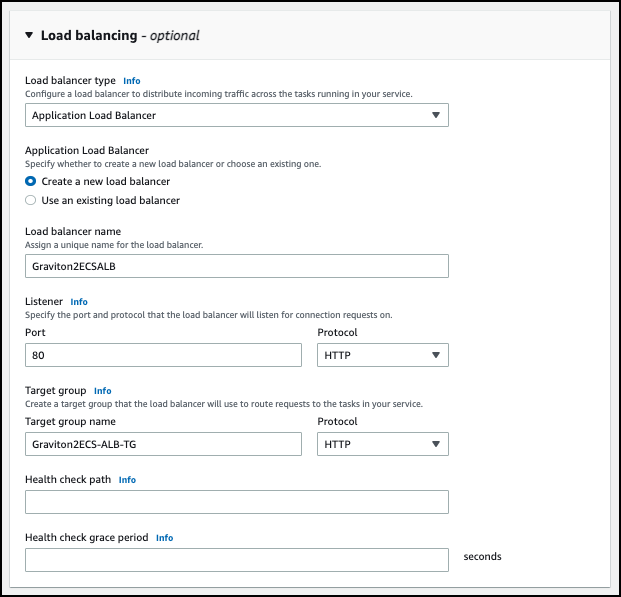 Load balancing - optional
Load balancer type Info
Configure a load balancer to distribute incoming traffic across the tasks running in your service.
Application Load Balancer
Application Load Balancer
Specify whether to create a new load balancer or choose an existing one.
Create a new load balancer
Use an existing load balancer
Load balancer name
Assign a unique name for the load balancer.
Graviton2ECSALB
Listener Info
Specify the port and protocol that the load balancer will listen for connection requests on.
Port Protocol
80 HTTP
Target group Info
Create a target group that the load balancer will use to route requests to the tasks in your service.
Target group name Protocol
Graviton2ECS-ALB-TG HTTP
Health check path Info
Health check grace period Info
seconds